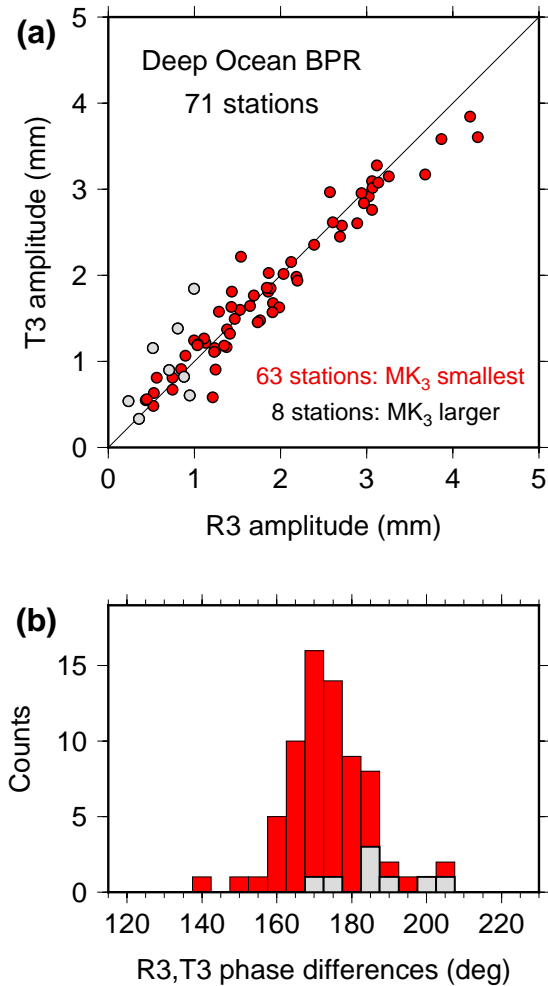 (a)
5
4
3
2
1
0
T3 amplitude (mm)
Deep Ocean BPR
71 stations
63 stations: MK₃ smallest
8 stations: MK₃ larger
0 1 2 3 4 5
R3 amplitude (mm)
(b)
15
10
5
0
Counts
120 140 160 180 200 220
R3,T3 phase differences (deg)